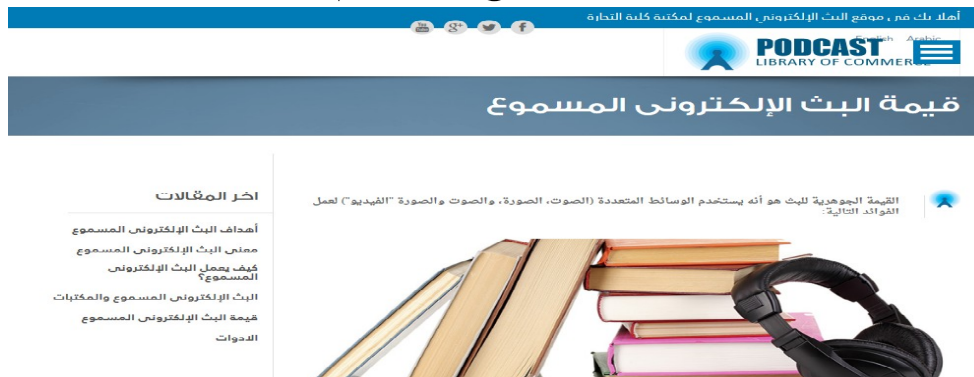 أهلا بك في موقع البث الإلكتروني المسموع لمكتبة كلية التجارة
English Arabic
PODCAST
LIBRARY OF COMMERCE
قيمة البث الإلكترونى المسموع
القيمة الجوهرية للبث هو أنه يستخدم الوسائط المتعددة (الصوت، الصورة، والصوت والصورة "الفيديو") لعمل
الفوائد التالية:
اخر المقالات
أهداف البث الإلكترونى المسموع
معنى البث الإلكترونى المسموع
كيف يعمل البث الإلكترونى
المسموع؟
البث الإلكترونى المسموع والمكتبات
قيمة البث الإلكترونى المسموع
الادوات